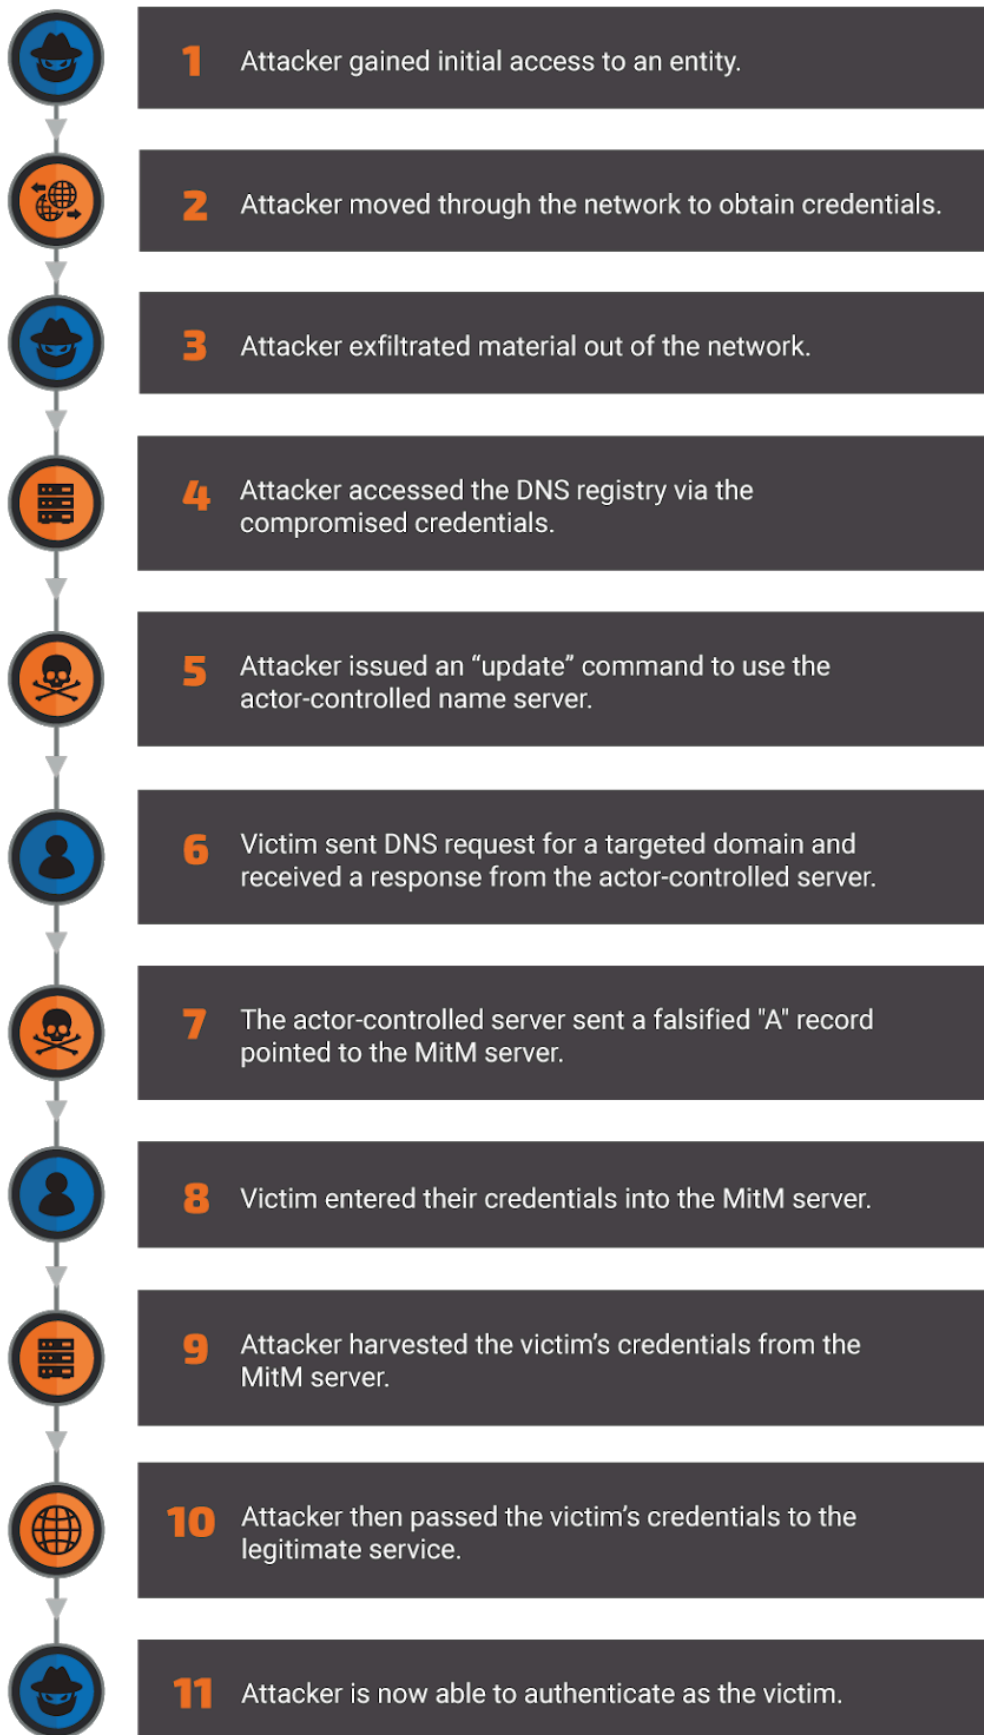 1 Attacker gained initial access to an entity.
2 Attacker moved through the network to obtain credentials.
3 Attacker exfiltrated material out of the network.
4 Attacker accessed the DNS registry via the
compromised credentials.
5 Attacker issued an “update” command to use the
actor-controlled name server.
6 Victim sent DNS request for a targeted domain and
received a response from the actor-controlled server.
7 The actor-controlled server sent a falsified "A" record
pointed to the MitM server.
8 Victim entered their credentials into the MitM server.
9 Attacker harvested the victim’s credentials from the
MitM server.
10 Attacker then passed the victim’s credentials to the
legitimate service.
11 Attacker is now able to authenticate as the victim.